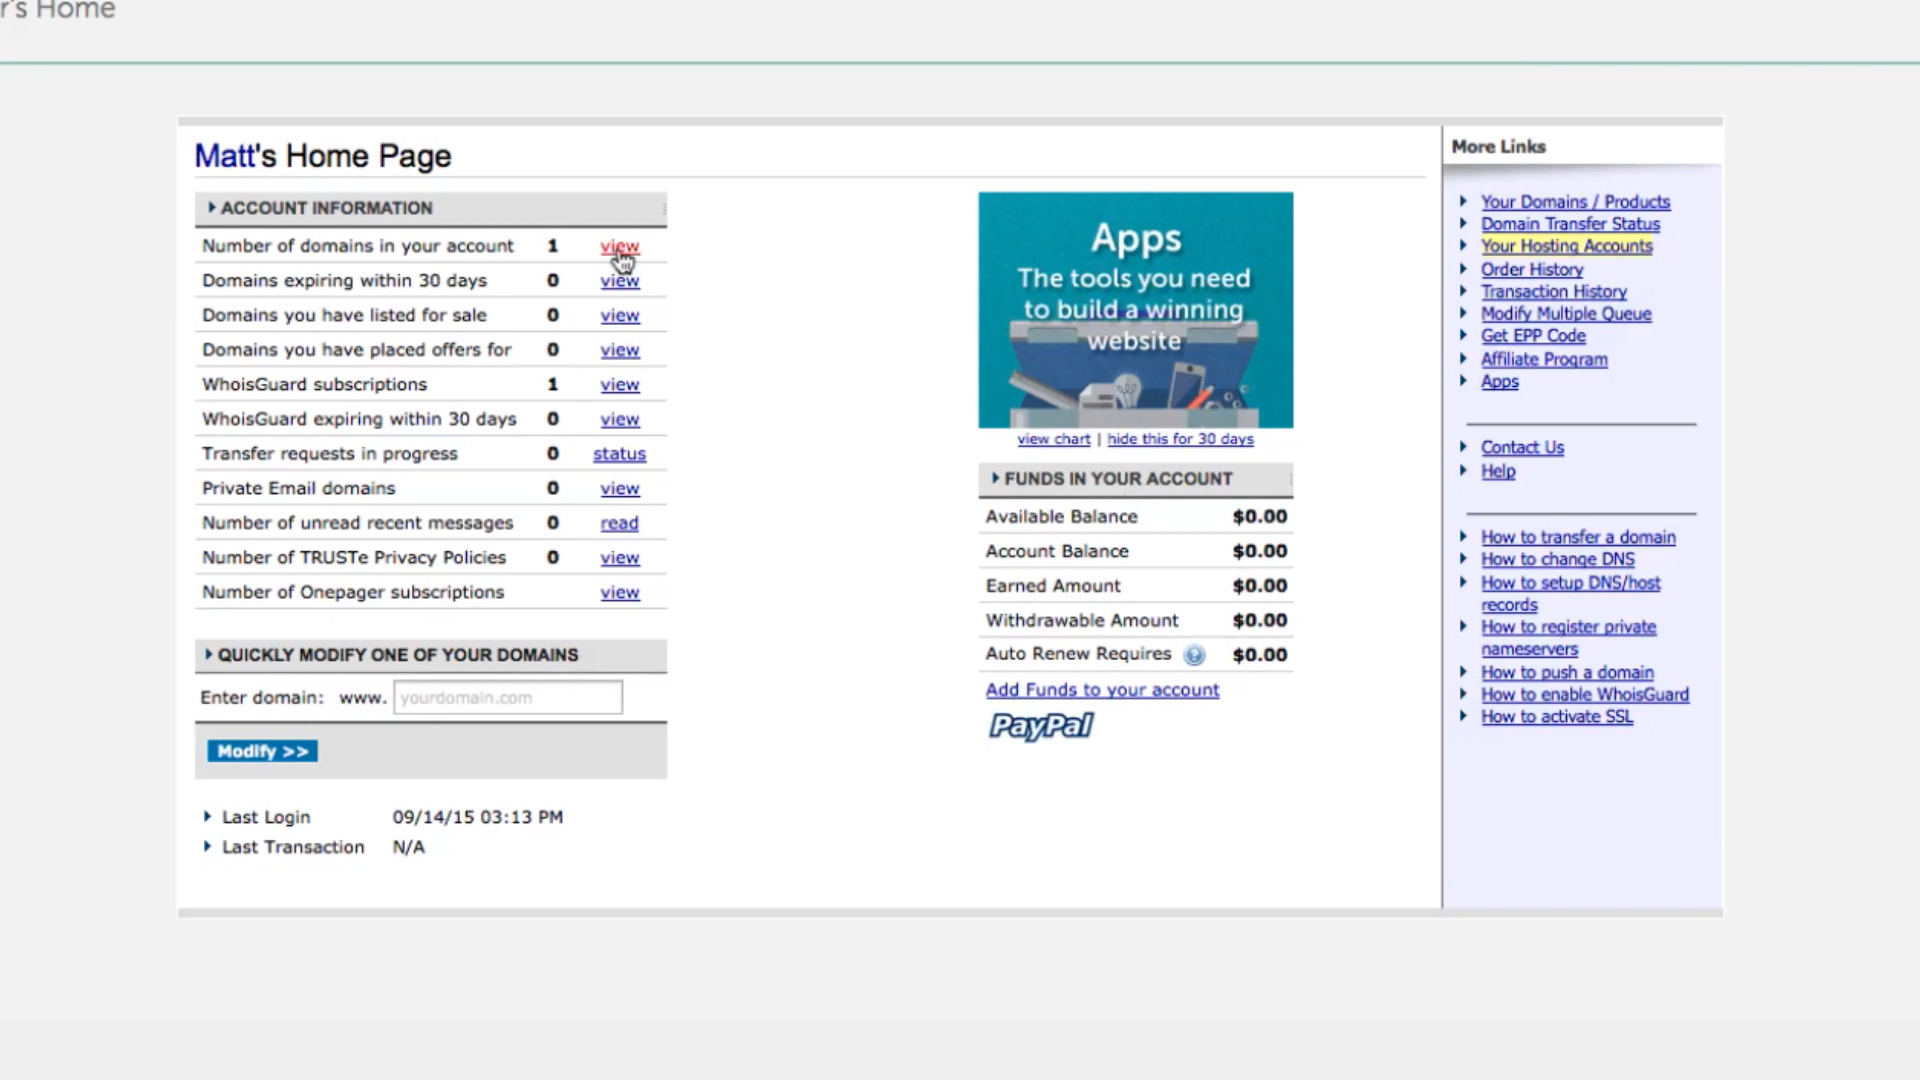 r's Home
Matt's Home Page
ACCOUNT INFORMATION
Number of domains in your account 1 view
Domains expiring within 30 days 0 view
Domains you have listed for sale 0 view
Domains you have placed offers for 0 view
WhoisGuard subscriptions 1 view
WhoisGuard expiring within 30 days 0 view
Transfer requests in progress 0 status
Private Email domains 0 view
Number of unread recent messages 0 read
Number of TRUSTe Privacy Policies 0 view
Number of Onepager subscriptions view
QUICKLY MODIFY ONE OF YOUR DOMAINS
Enter domain: www. yourdomain.com
Modify >>
Last Login 09/14/15 03:13 PM
Last Transaction N/A
Apps
The tools you need
to build a winning
website
view chart | hide this for 30 days
FUNDS IN YOUR ACCOUNT
Available Balance $0.00
Account Balance $0.00
Earned Amount $0.00
Withdrawable Amount $0.00
Auto Renew Requires ? $0.00
Add Funds to your account
PayPal
More Links
Your Domains / Products
Domain Transfer Status
Your Hosting Accounts
Order History
Transaction History
Modify Multiple Queue
Get EPP Code
Affiliate Program
Apps
Contact Us
Help
How to transfer a domain
How to change DNS
How to setup DNS/host
records
How to register private
nameservers
How to push a domain
How to enable WhoisGuard
How to activate SSL